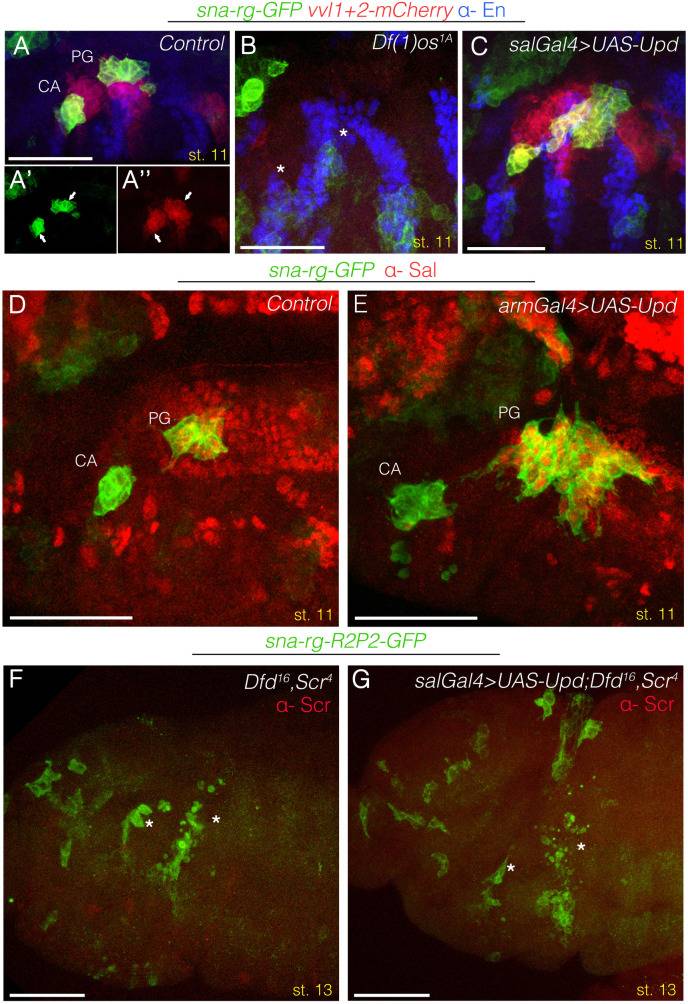 sna-rg-GFP vvl1+2-mCherry α- En
A Control
PG
CA
st. 11
A'
A''
B Df(1)os1A
*
*
st. 11
C salGal4>UAS-Upd
st. 11
sna-rg-GFP α- Sal
D Control
PG
CA
st. 11
E armGal4>UAS-Upd
PG
CA
st. 11
sna-rg-R2P2-GFP
F Dfd16,Scr4
α- Scr
* *
st. 13
G salGal4>UAS-Upd;Dfd16,Scr4
α- Scr
*
*
st. 13